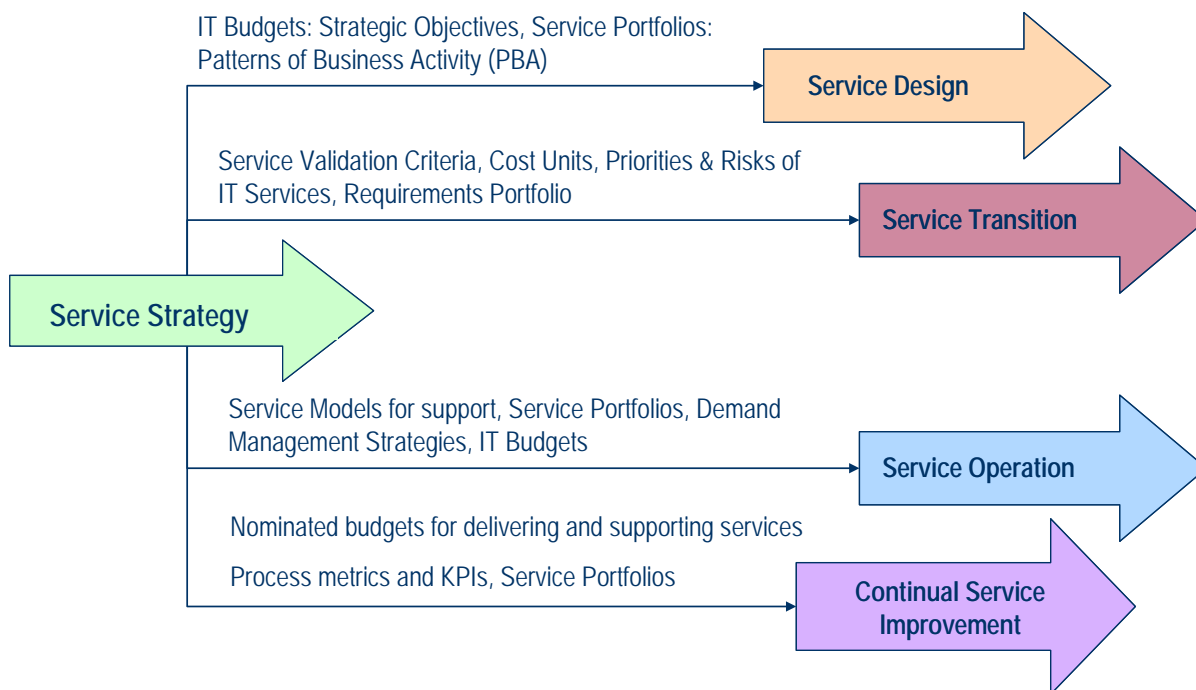 IT Budgets: Strategic Objectives, Service Portfolios:
Patterns of Business Activity (PBA)
Service Design
Service Validation Criteria, Cost Units, Priorities & Risks of
IT Services, Requirements Portfolio
Service Transition
Service Strategy
Service Models for support, Service Portfolios, Demand
Management Strategies, IT Budgets
Service Operation
Nominated budgets for delivering and supporting services
Process metrics and KPIs, Service Portfolios
Continual Service
Improvement